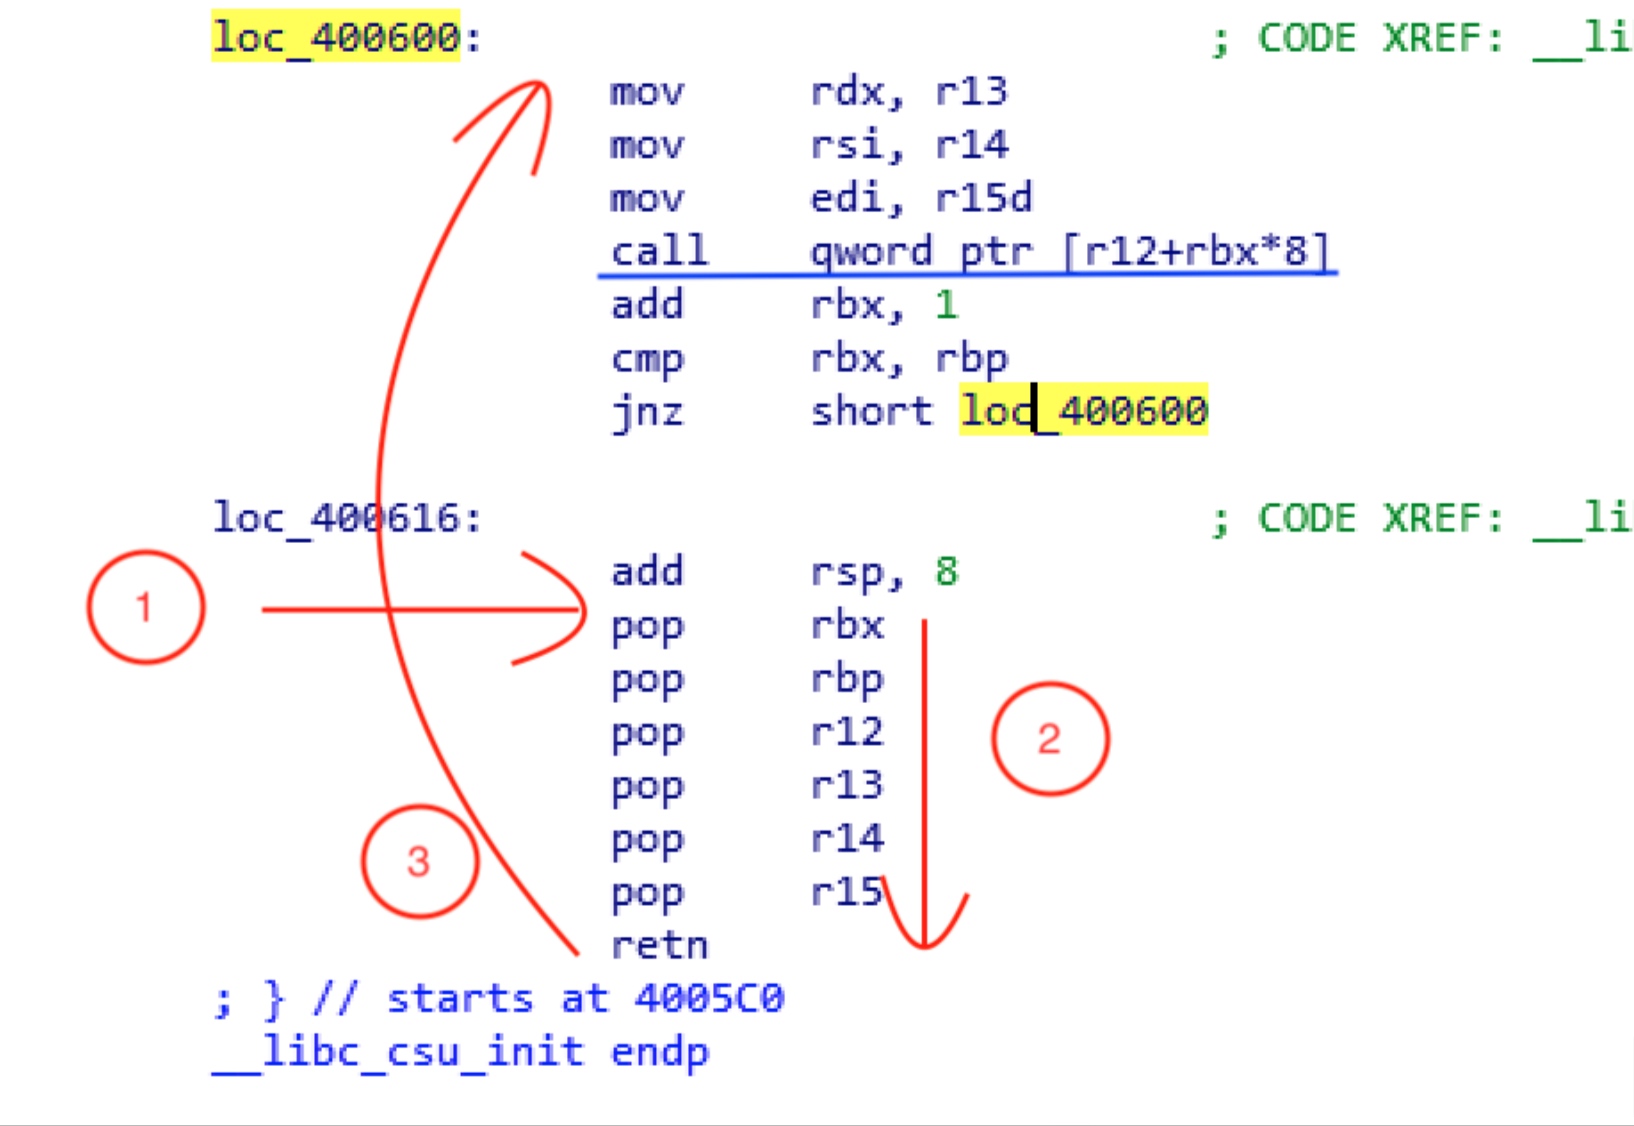 loc_400600: ; CODE XREF: __li
mov rdx, r13
mov rsi, r14
mov edi, r15d
call qword ptr [r12+rbx*8]
add rbx, 1
cmp rbx, rbp
jnz short loc_400600
loc_400616: ; CODE XREF: __li
add rsp, 8
1
pop rbx
pop rbp
2
pop r12
pop r13
pop r14
3
pop r15
retn
; } // starts at 4005C0
__libc_csu_init endp